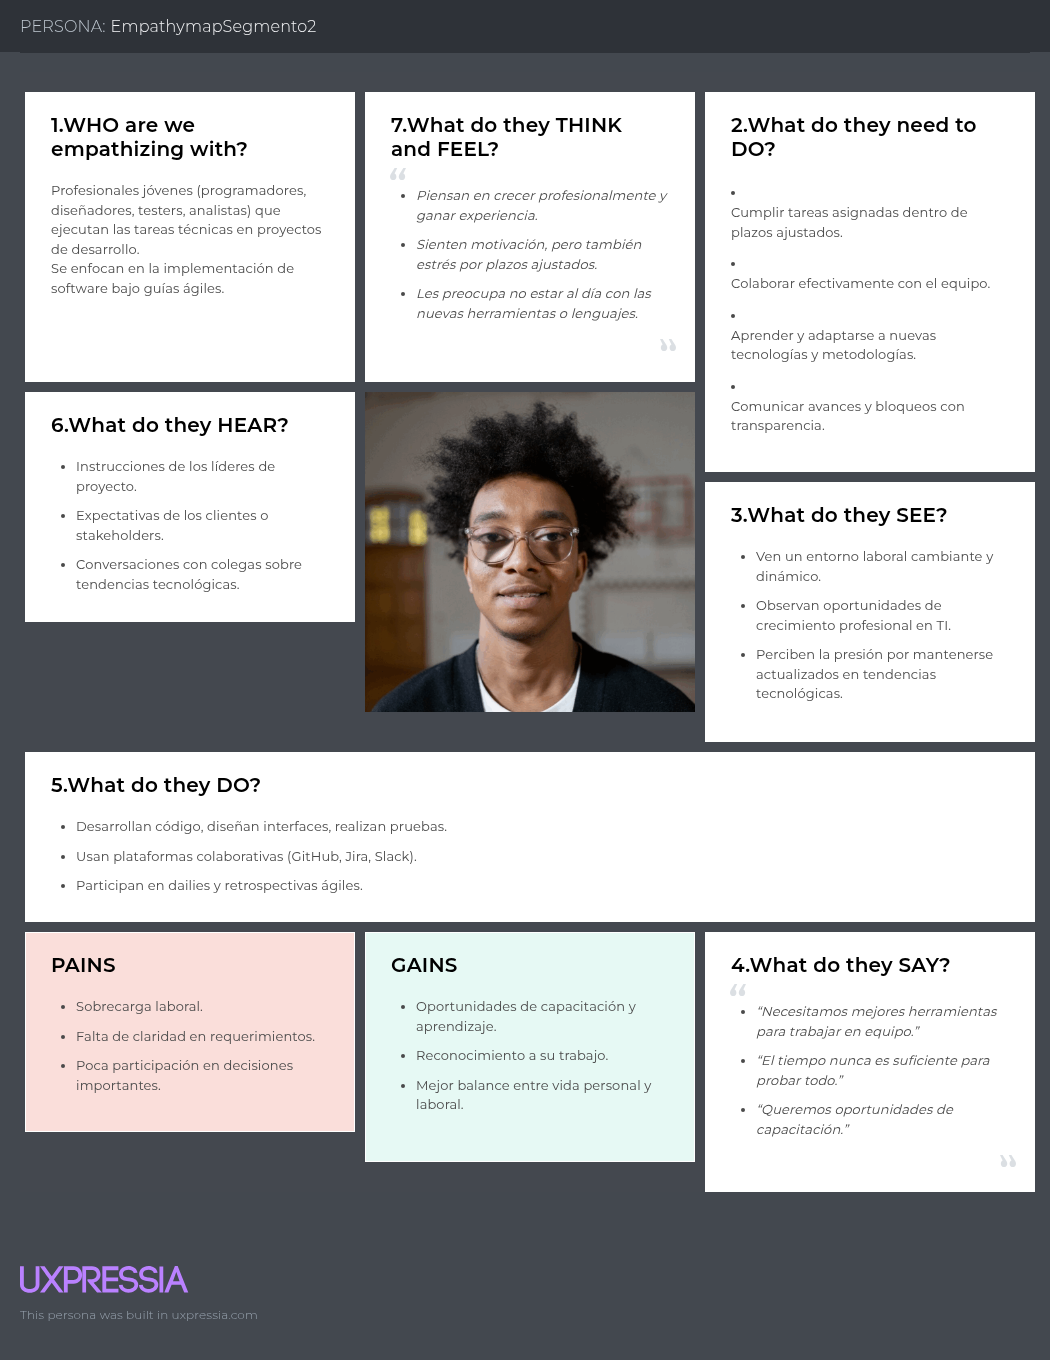 PERSONA: EmpathymapSegmento2
1.WHO are we
empathizing with?
Profesionales jóvenes (programadores,
diseñadores, testers, analistas) que
ejecutan las tareas técnicas en proyectos
de desarrollo.
Se enfocan en la implementación de
software bajo guías ágiles.
7.What do they THINK
and FEEL?
“
• Piensan en crecer profesionalmente y
ganar experiencia.
• Sienten motivación, pero también
estrés por plazos ajustados.
• Les preocupa no estar al día con las
nuevas herramientas o lenguajes.
”
2.What do they need to
DO?
•
Cumplir tareas asignadas dentro de
plazos ajustados.
•
Colaborar efectivamente con el equipo.
•
Aprender y adaptarse a nuevas
tecnologías y metodologías.
•
Comunicar avances y bloqueos con
transparencia.
6.What do they HEAR?
• Instrucciones de los líderes de
proyecto.
• Expectativas de los clientes o
stakeholders.
• Conversaciones con colegas sobre
tendencias tecnológicas.
3.What do they SEE?
• Ven un entorno laboral cambiante y
dinámico.
• Observan oportunidades de
crecimiento profesional en TI.
• Perciben la presión por mantenerse
actualizados en tendencias
tecnológicas.
5.What do they DO?
• Desarrollan código, diseñan interfaces, realizan pruebas.
• Usan plataformas colaborativas (GitHub, Jira, Slack).
• Participan en dailies y retrospectivas ágiles.
PAINS
• Sobrecarga laboral.
• Falta de claridad en requerimientos.
• Poca participación en decisiones
importantes.
GAINS
• Oportunidades de capacitación y
aprendizaje.
• Reconocimiento a su trabajo.
• Mejor balance entre vida personal y
laboral.
4.What do they SAY?
“
• “Necesitamos mejores herramientas
para trabajar en equipo.”
• “El tiempo nunca es suficiente para
probar todo.”
• “Queremos oportunidades de
capacitación.”
”
UXPRESSIA
This persona was built in uxpressia.com